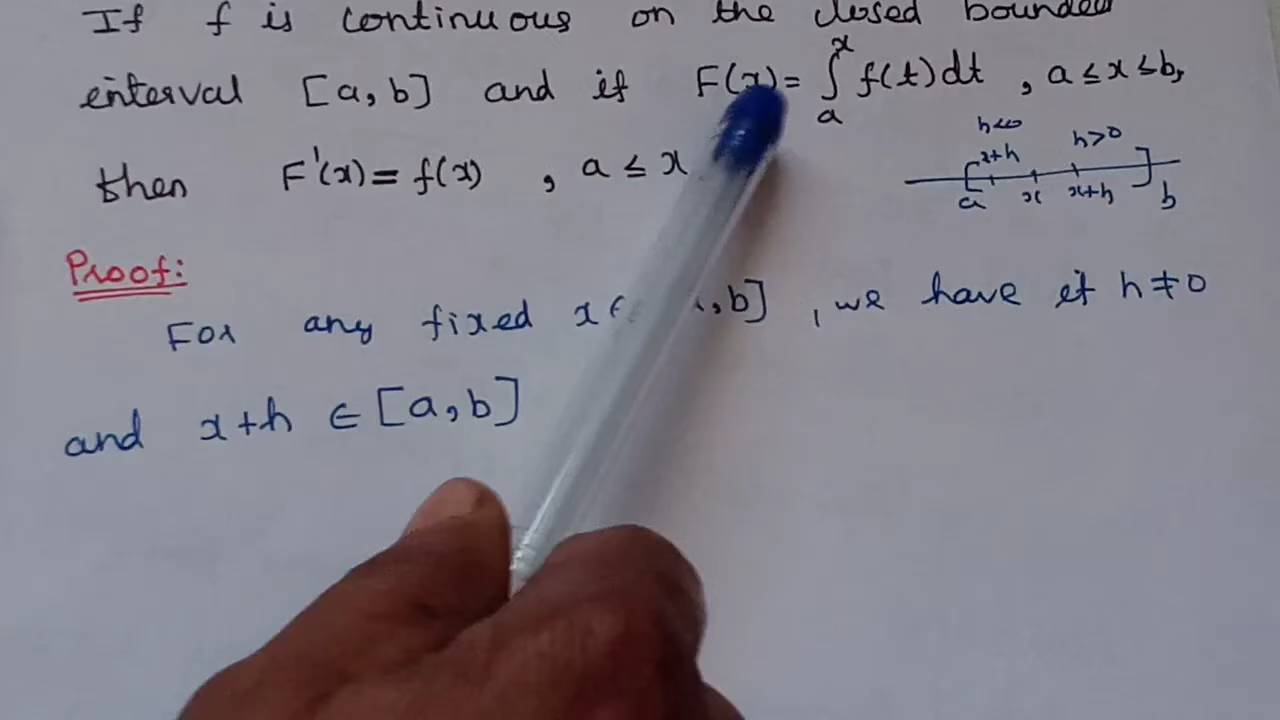 If f is continuous on the closed bounded
interval [a, b] and if F(x) = ∫ₐˣ f(t) dt , a ≤ x ≤ b,
then F'(x) = f(x) , a ≤ x
h<0
x+h
h>0
a x x+h b
Proof:
For any fixed x , b] , we have if h ≠ 0
and x+h ∈ [a, b]